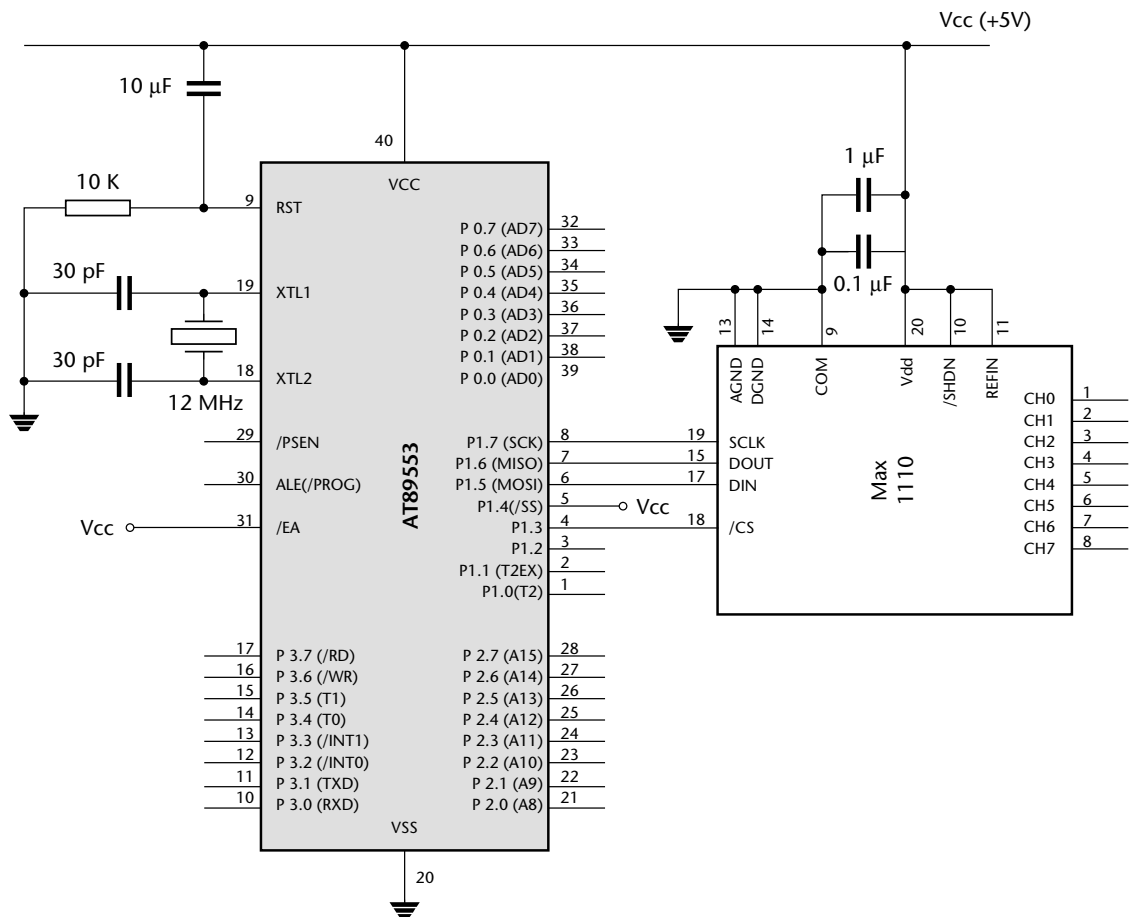 Vcc (+5V)
10 μF
40
1 μF
10 K
9
RST
VCC
P 0.7 (AD7)
32
P 0.6 (AD6)
33
P 0.5 (AD5)
34
P 0.4 (AD4)
35
P 0.3 (AD3)
36
P 0.2 (AD2)
37
P 0.1 (AD1)
38
P 0.0 (AD0)
39
30 pF
19
XTL1
0.1 μF
30 pF
18
XTL2
12 MHz
13
14
9
20
10
11
AGND
DGND
COM
Vdd
/SHDN
REFIN
29
/PSEN
30
ALE(/PROG)
Vcc
31
/EA
AT89553
P1.7 (SCK)
8
P1.6 (MISO)
7
P1.5 (MOSI)
6
P1.4(/SS)
5
Vcc
P1.3
4
P1.2
3
P1.1 (T2EX)
2
P1.0(T2)
1
19
SCLK
15
DOUT
17
DIN
18
/CS
Max
1110
CH0
1
CH1
2
CH2
3
CH3
4
CH4
5
CH5
6
CH6
7
CH7
8
17
P 3.7 (/RD)
16
P 3.6 (/WR)
15
P 3.5 (T1)
14
P 3.4 (T0)
13
P 3.3 (/INT1)
12
P 3.2 (/INT0)
11
P 3.1 (TXD)
10
P 3.0 (RXD)
P 2.7 (A15)
28
P 2.6 (A14)
27
P 2.5 (A13)
26
P 2.4 (A12)
25
P 2.3 (A11)
24
P 2.2 (A10)
23
P 2.1 (A9)
22
P 2.0 (A8)
21
VSS
20